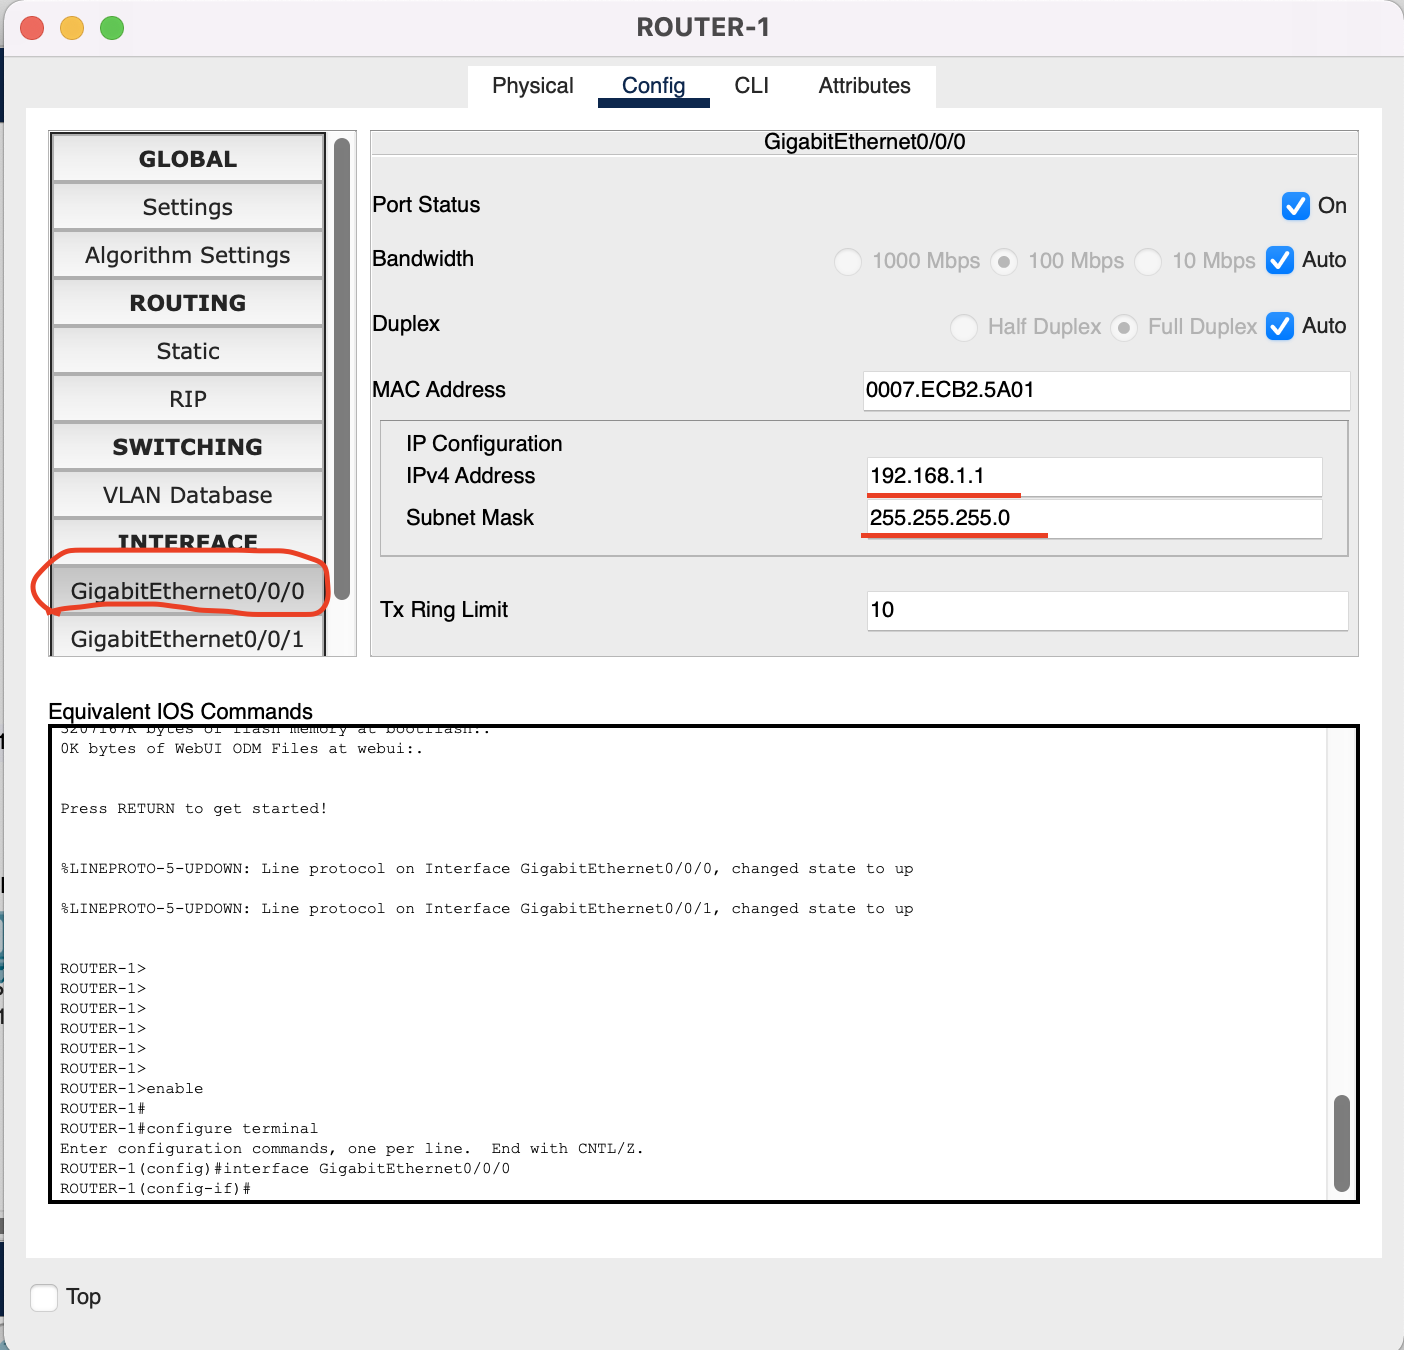 ROUTER-1
Physical Config CLI Attributes
GLOBAL
Settings
Algorithm Settings
ROUTING
Static
RIP
SWITCHING
VLAN Database
INTERFACE
GigabitEthernet0/0/0
GigabitEthernet0/0/1
GigabitEthernet0/0/0
Port Status On
Bandwidth 1000 Mbps 100 Mbps 10 Mbps Auto
Duplex Half Duplex Full Duplex Auto
MAC Address 0007.ECB2.5A01
IP Configuration
IPv4 Address 192.168.1.1
Subnet Mask 255.255.255.0
Tx Ring Limit 10
Equivalent IOS Commands
3207167K bytes of flash memory at bootflash:.
0K bytes of WebUI ODM Files at webui:.
Press RETURN to get started!
%LINEPROTO-5-UPDOWN: Line protocol on Interface GigabitEthernet0/0/0, changed state to up
%LINEPROTO-5-UPDOWN: Line protocol on Interface GigabitEthernet0/0/1, changed state to up
ROUTER-1>
ROUTER-1>
ROUTER-1>
ROUTER-1>
ROUTER-1>
ROUTER-1>
ROUTER-1>enable
ROUTER-1#
ROUTER-1#configure terminal
Enter configuration commands, one per line. End with CNTL/Z.
ROUTER-1(config)#interface GigabitEthernet0/0/0
ROUTER-1(config-if)#
Top